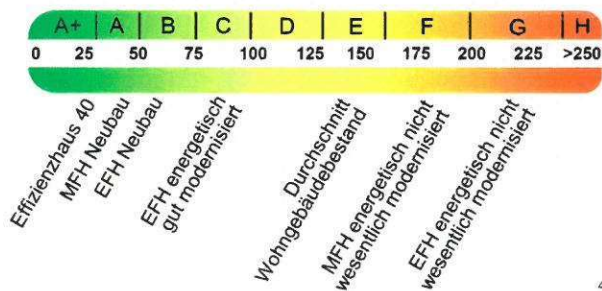 A+ A B C D E F G H
0 25 50 75 100 125 150 175 200 225 >250
Effizienzhaus 40
MFH Neubau
EFH Neubau
EFH energetisch
gut modernisiert
Durchschnitt
Wohngebäudebestand
MFH energetisch nicht
wesentlich modernisiert
EFH energetisch nicht
wesentlich modernisiert
4